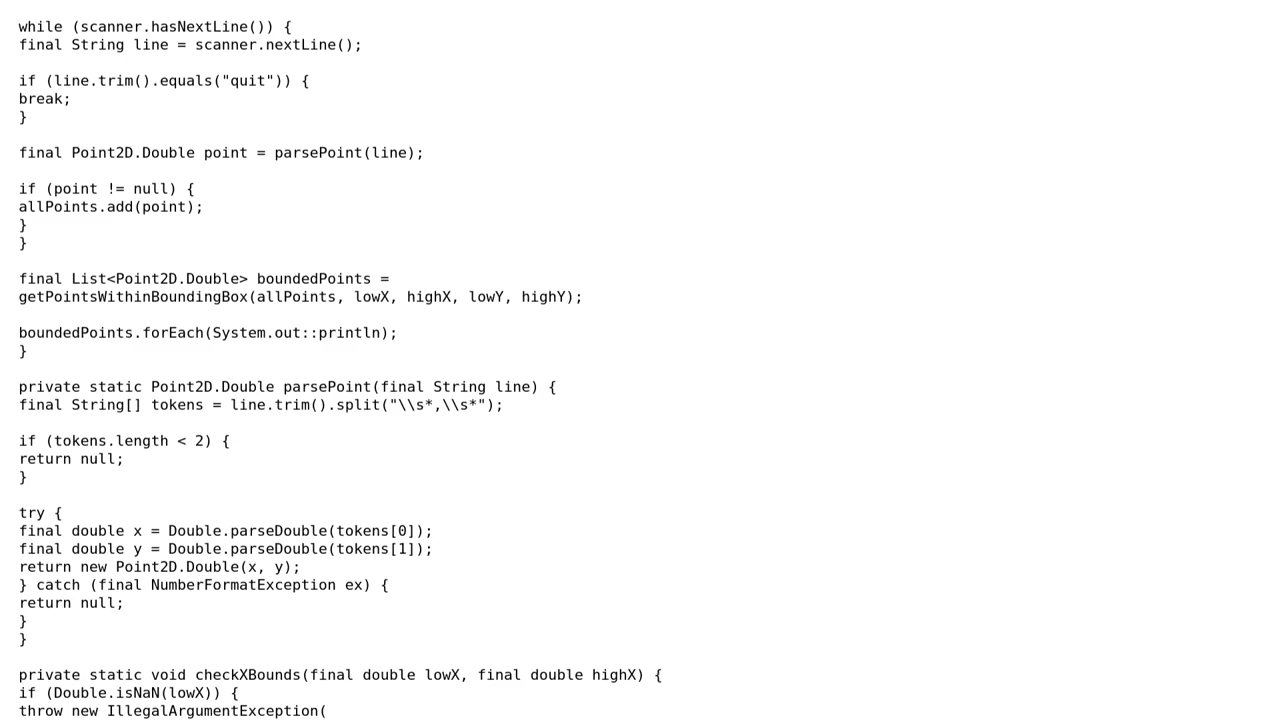 while (scanner.hasNextLine()) {
final String line = scanner.nextLine();

if (line.trim().equals("quit")) {
break;
}

final Point2D.Double point = parsePoint(line);

if (point != null) {
allPoints.add(point);
}
}

final List<Point2D.Double> boundedPoints =
getPointsWithinBoundingBox(allPoints, lowX, highX, lowY, highY);

boundedPoints.forEach(System.out::println);
}

private static Point2D.Double parsePoint(final String line) {
final String[] tokens = line.trim().split("\\s*,\\s*");

if (tokens.length < 2) {
return null;
}

try {
final double x = Double.parseDouble(tokens[0]);
final double y = Double.parseDouble(tokens[1]);
return new Point2D.Double(x, y);
} catch (final NumberFormatException ex) {
return null;
}
}

private static void checkXBounds(final double lowX, final double highX) {
if (Double.isNaN(lowX)) {
throw new IllegalArgumentException(